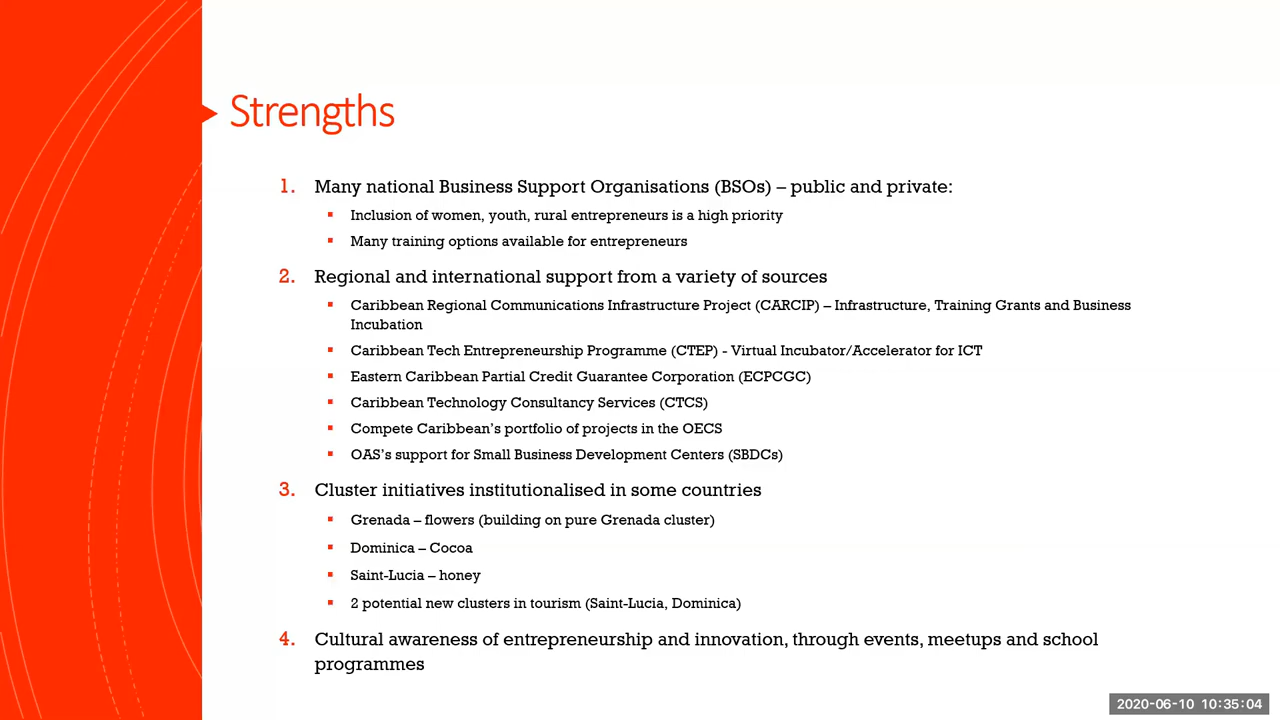 Strengths
1. Many national Business Support Organisations (BSOs) – public and private:
▪ Inclusion of women, youth, rural entrepreneurs is a high priority
▪ Many training options available for entrepreneurs
2. Regional and international support from a variety of sources
▪ Caribbean Regional Communications Infrastructure Project (CARCIP) – Infrastructure, Training Grants and Business
Incubation
▪ Caribbean Tech Entrepreneurship Programme (CTEP) - Virtual Incubator/Accelerator for ICT
▪ Eastern Caribbean Partial Credit Guarantee Corporation (ECPCGC)
▪ Caribbean Technology Consultancy Services (CTCS)
▪ Compete Caribbean’s portfolio of projects in the OECS
▪ OAS’s support for Small Business Development Centers (SBDCs)
3. Cluster initiatives institutionalised in some countries
▪ Grenada – flowers (building on pure Grenada cluster)
▪ Dominica – Cocoa
▪ Saint-Lucia – honey
▪ 2 potential new clusters in tourism (Saint-Lucia, Dominica)
4. Cultural awareness of entrepreneurship and innovation, through events, meetups and school
programmes
2020-06-10 10:35:04